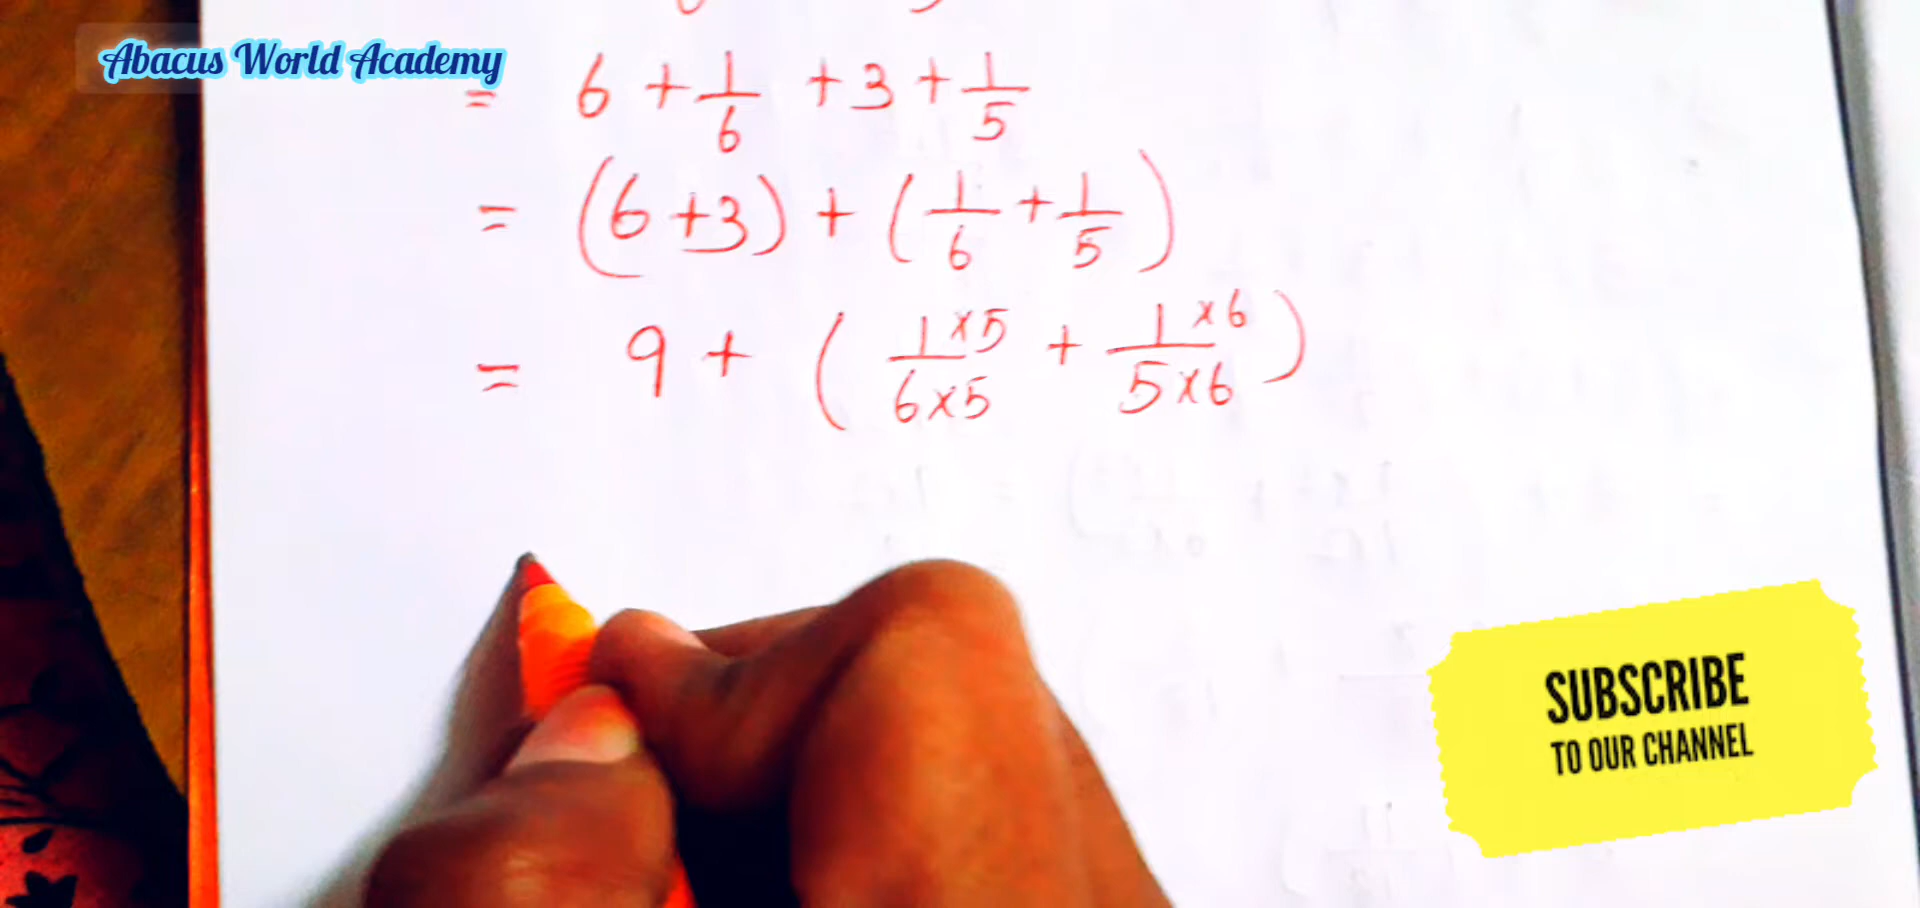 Abacus World Academy
= 6 + 1/6 + 3 + 1/5
= (6+3) + (1/6 + 1/5)
= 9 + (1×5/6×5 + 1×6/5×6)
SUBSCRIBE
TO OUR CHANNEL